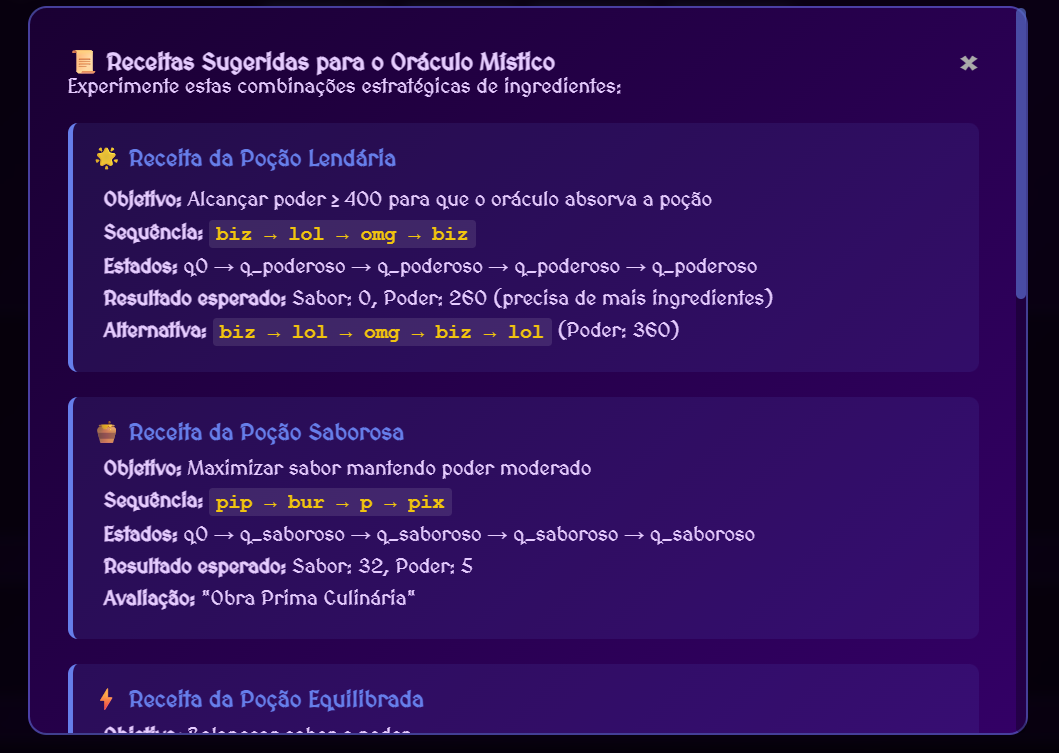 📜 Receitas Sugeridas para o Oráculo Místico
✖
Experimente estas combinações estratégicas de ingredientes:
🌟 Receita da Poção Lendária
Objetivo: Alcançar poder ≥ 400 para que o oráculo absorva a poção
Sequência: biz → lol → omg → biz
Estados: q0 → q_poderoso → q_poderoso → q_poderoso → q_poderoso
Resultado esperado: Sabor: 0, Poder: 260 (precisa de mais ingredientes)
Alternativa: biz → lol → omg → biz → lol (Poder: 360)
🍯 Receita da Poção Saborosa
Objetivo: Maximizar sabor mantendo poder moderado
Sequência: pip → bur → p → pix
Estados: q0 → q_saboroso → q_saboroso → q_saboroso → q_saboroso
Resultado esperado: Sabor: 32, Poder: 5
Avaliação: "Obra Prima Culinária"
⚡ Receita da Poção Equilibrada
Objetivo: Balancear sabor e poder